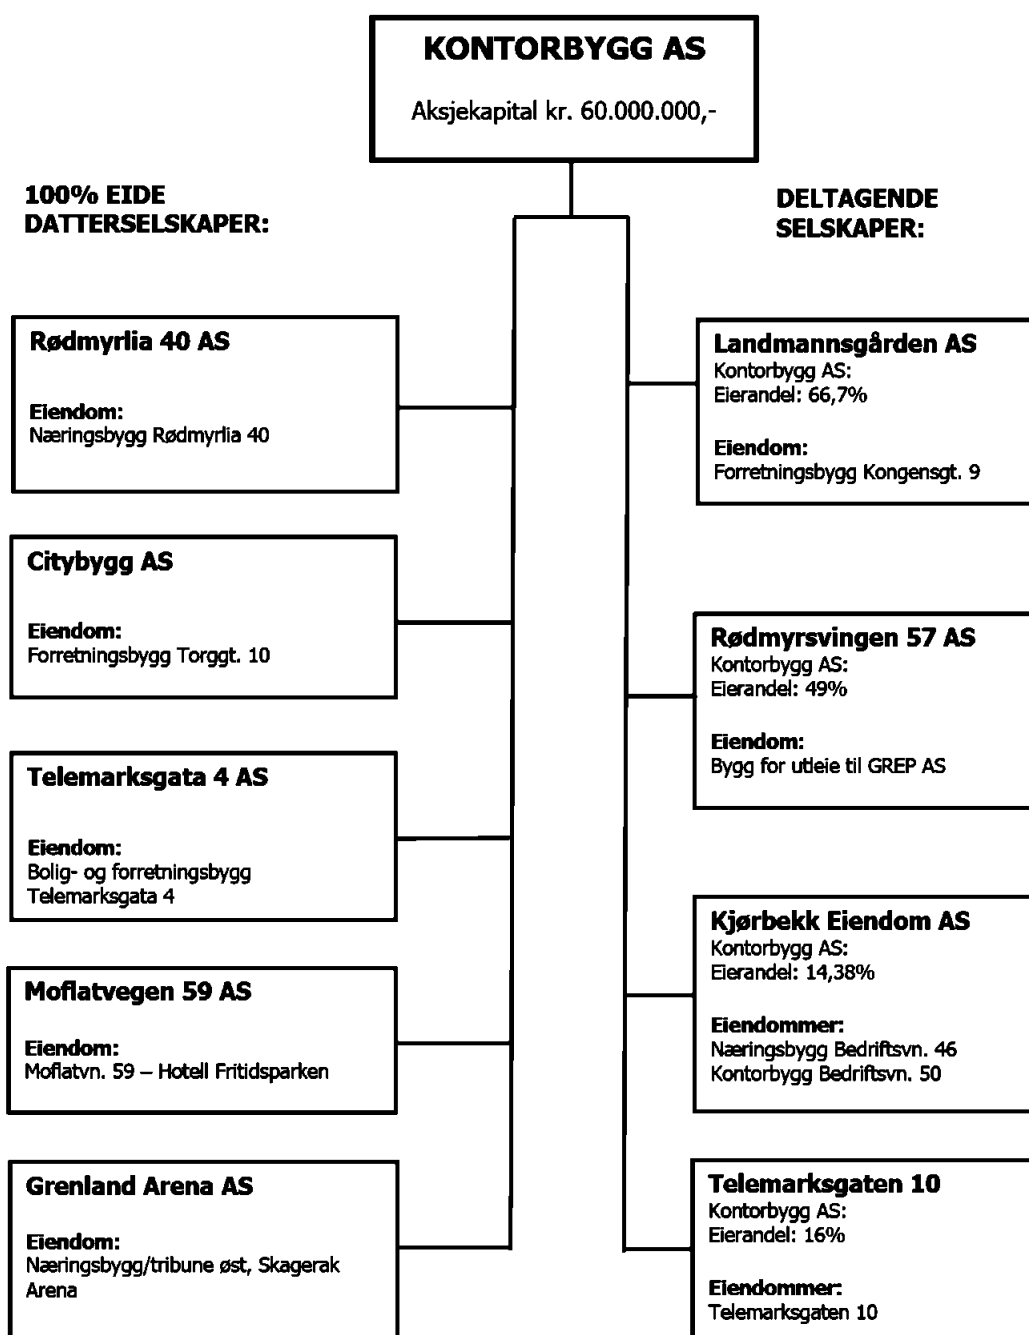 KONTORBYGG AS
Aksjekapital kr. 60.000.000,-
100% EIDE
DATTERSELSKAPER:
Rødmyrlia 40 AS
Eiendom:
Næringsbygg Rødmyrlia 40
Citybygg AS
Eiendom:
Forretningsbygg Torggt. 10
Telemarksgata 4 AS
Eiendom:
Bolig- og forretningsbygg
Telemarksgata 4
Moflatvegen 59 AS
Eiendom:
Moflatvn. 59 – Hotell Fritidsparken
Grenland Arena AS
Eiendom:
Næringsbygg/tribune øst, Skagerak
Arena
DELTAGENDE
SELSKAPER:
Landmannsgården AS
Kontorbygg AS:
Eierandel: 66,7%
Eiendom:
Forretningsbygg Kongensgt. 9
Rødmyrsvingen 57 AS
Kontorbygg AS:
Eierandel: 49%
Eiendom:
Bygg for utleie til GREP AS
Kjørbekk Eiendom AS
Kontorbygg AS:
Eierandel: 14,38%
Eiendommer:
Næringsbygg Bedriftsvn. 46
Kontorbygg Bedriftsvn. 50
Telemarksgaten 10
Kontorbygg AS:
Eierandel: 16%
Eiendommer:
Telemarksgaten 10